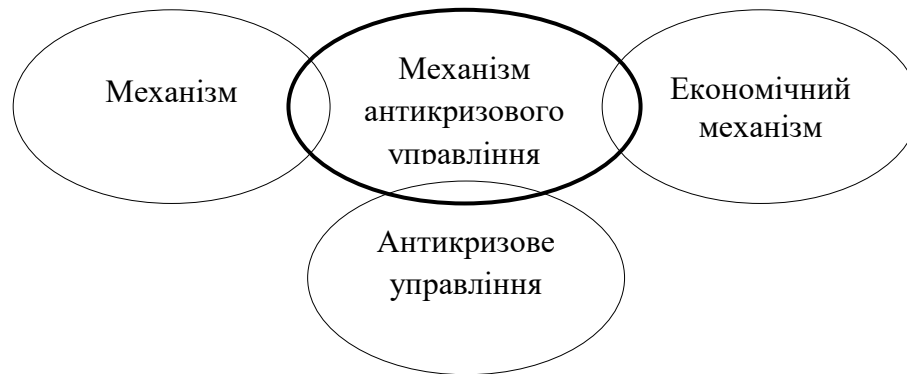 Механізм
Механізм
антикризового
управління
Економічний
механізм
Антикризове
управління